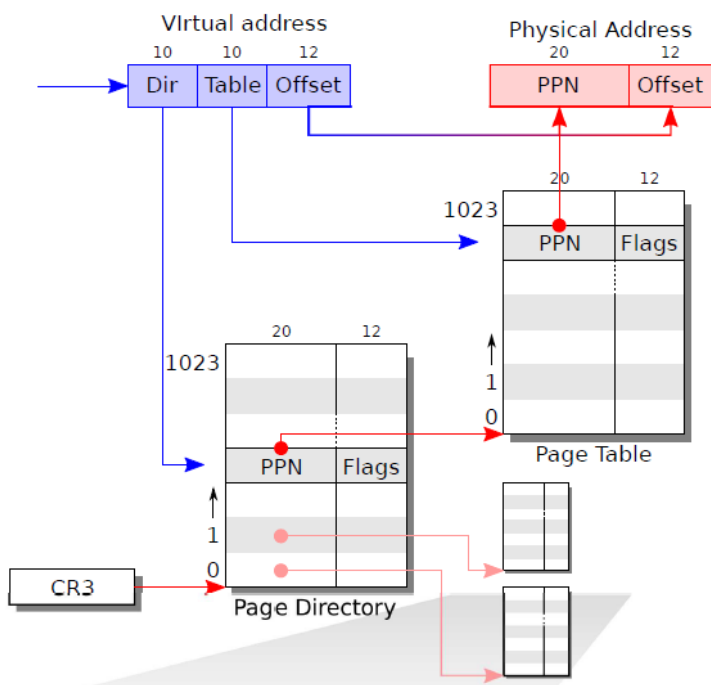 VIrtual address
Physical Address
10 10 12
20 12
Dir Table Offset
PPN Offset
20 12
1023
PPN Flags
1
0
Page Table
20 12
1023
PPN Flags
1
0
Page Directory
CR3